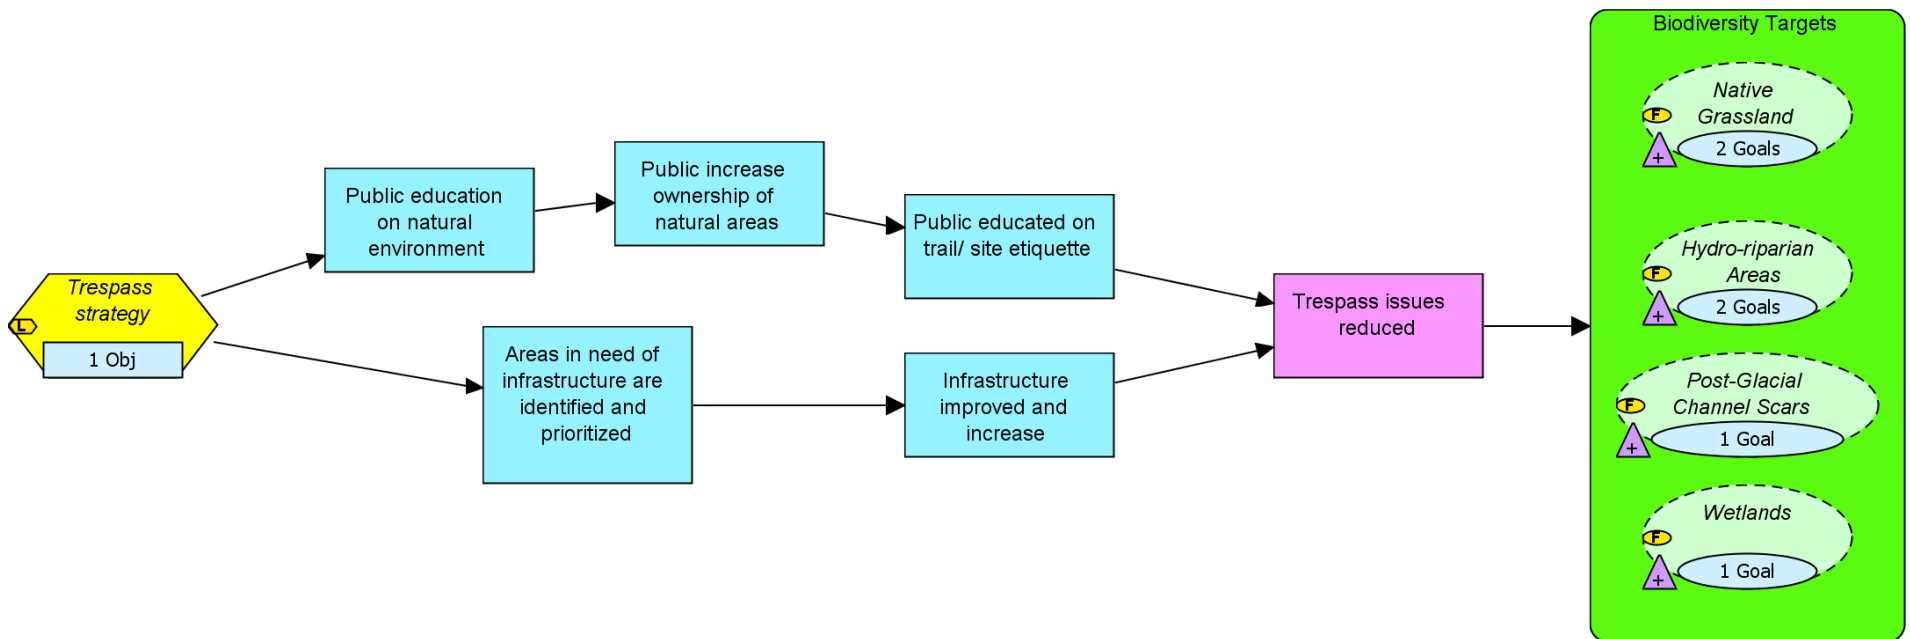 Trespass
strategy
L
1 Obj
Public education
on natural
environment
Public increase
ownership of
natural areas
Public educated on
trail/ site etiquette
Areas in need of
infrastructure are
identified and
prioritized
Infrastructure
improved and
increase
Trespass issues
reduced
Biodiversity Targets
Native
Grassland
F
+
2 Goals
Hydro-riparian
Areas
F
+
2 Goals
Post-Glacial
Channel Scars
F
+
1 Goal
Wetlands
F
+
1 Goal